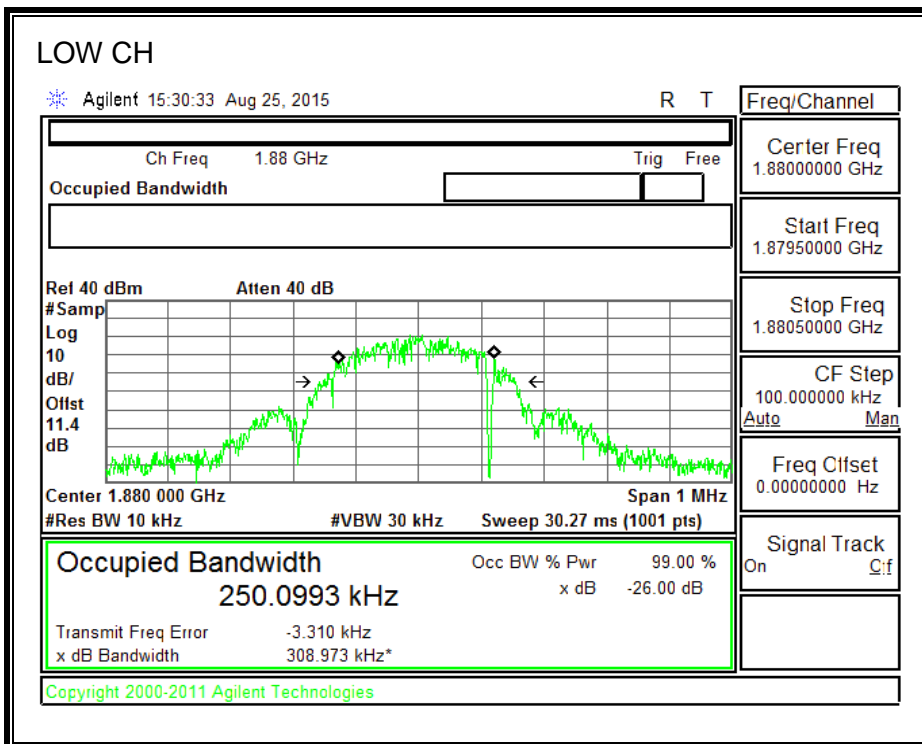 LOW CH
Agilent 15:30:33 Aug 25, 2015 R T
Freq/Channel
Ch Freq 1.88 GHz Trig Free
Occupied Bandwidth
Center Freq
1.88000000 GHz
Start Freq
1.87950000 GHz
Stop Freq
1.88050000 GHz
CF Step
100.000000 kHz
Auto Man
Freq Offset
0.00000000 Hz
Signal Track
On Off
Ref 40 dBm Atten 40 dB
#Samp
Log
10
dB/
Offst
11.4
dB
Center 1.880 000 GHz Span 1 MHz
#Res BW 10 kHz #VBW 30 kHz Sweep 30.27 ms (1001 pts)
Occupied Bandwidth Occ BW % Pwr 99.00 %
250.0993 kHz x dB -26.00 dB
Transmit Freq Error -3.310 kHz
x dB Bandwidth 308.973 kHz*
Copyright 2000-2011 Agilent Technologies